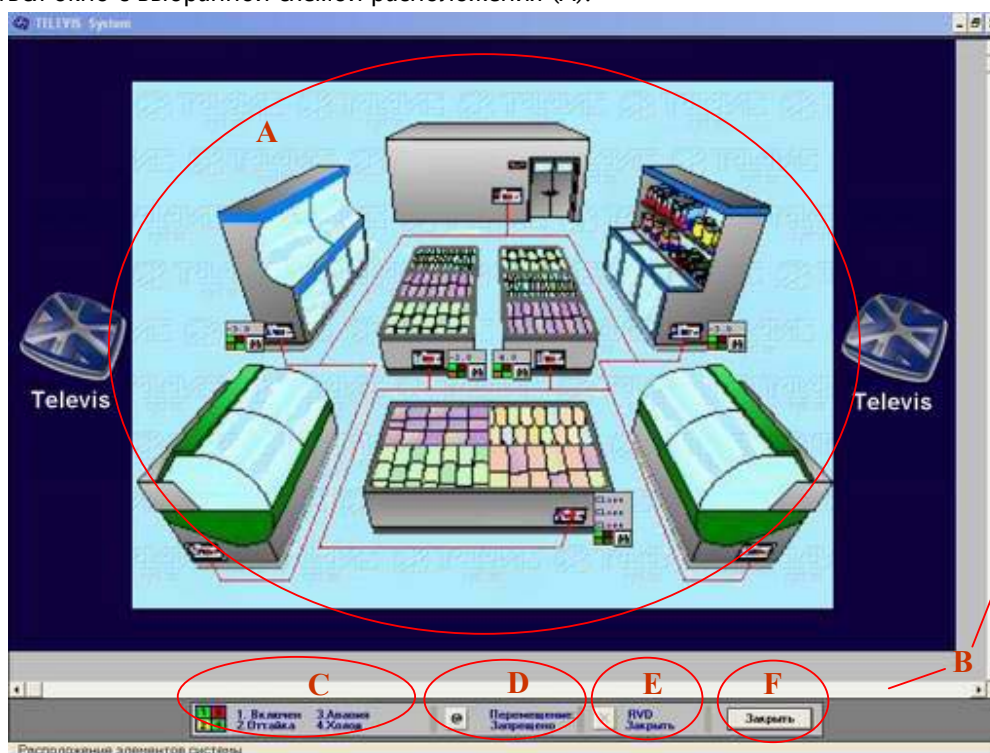 окно с выбранной схемой расположения (A).
TELEVIS System
A
Televis
Televis
B
C
D
E
F
1. Включен 3.Авария
2 Оттайка 4 Холод
Перемещение
Запрещено
RVD
Закрыть
Закрыть
Расположение элементов системы